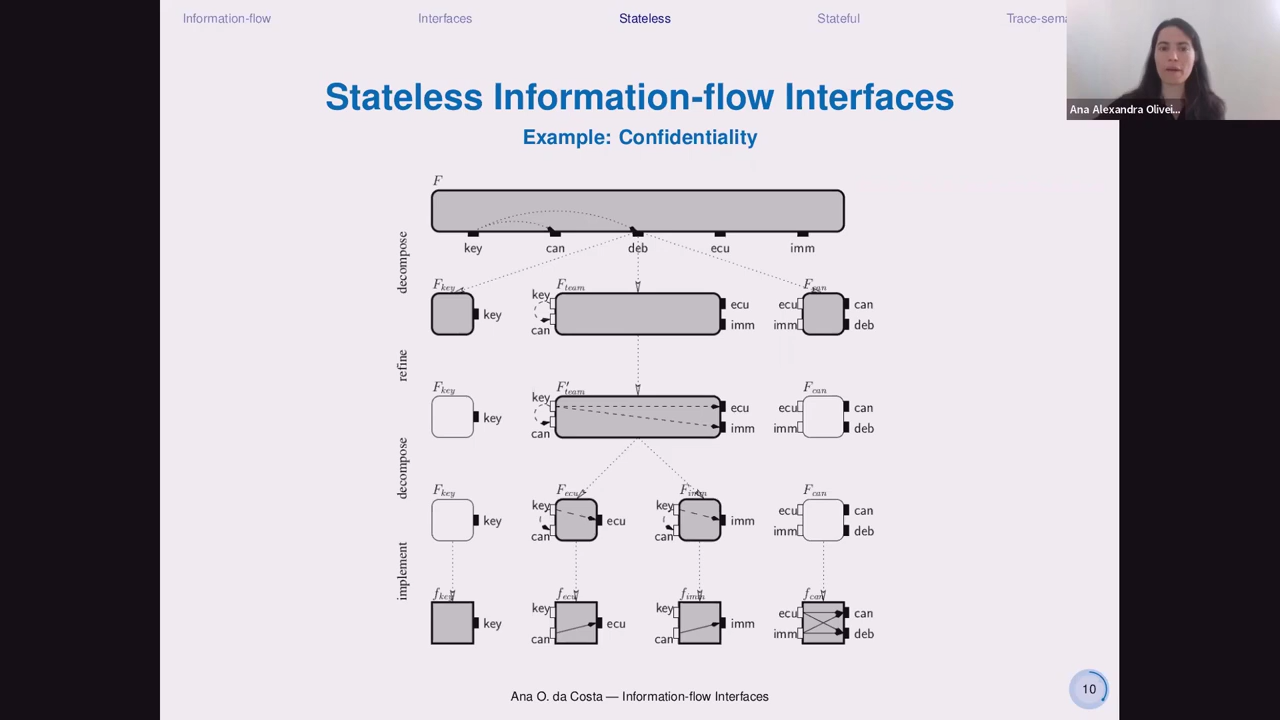 Information-flow Interfaces Stateless Stateful
Ana Alexandra Olivei...
Stateless Information-flow Interfaces
Example: Confidentiality
F
key can deb ecu imm
decompose
F_key F_team
key ecu ecu can
key
can imm imm deb
refine
F_key F'_team F_can
key ecu ecu can
key
can imm imm deb
decompose
F_key F_ecu F_imm F_can
key key ecu can
key ecu imm
can can imm deb
implement
f_key f_ecu f_imm f_can
key key ecu can
key ecu imm
can can imm deb
Ana O. da Costa — Information-flow Interfaces
10